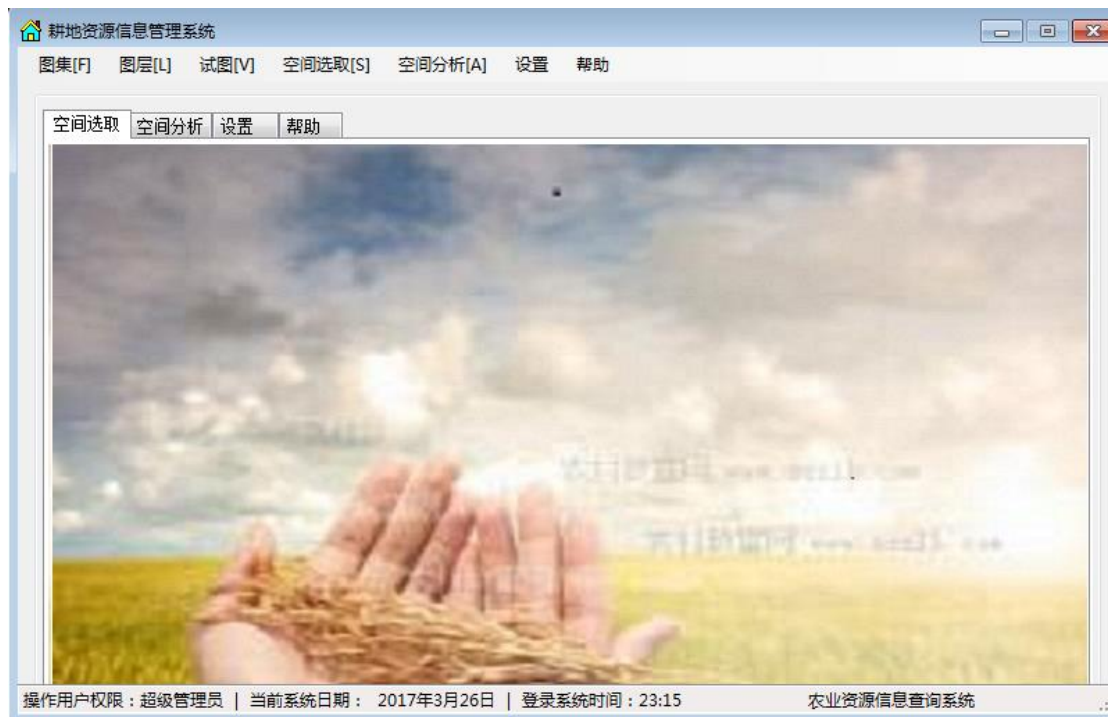 耕地资源信息管理系统
图集[F] 图层[L] 试图[V] 空间选取[S] 空间分析[A] 设置 帮助
空间选取 空间分析 设置 帮助
操作用户权限：超级管理员 | 当前系统日期： 2017年3月26日 | 登录系统时间：23:15 农业资源信息查询系统